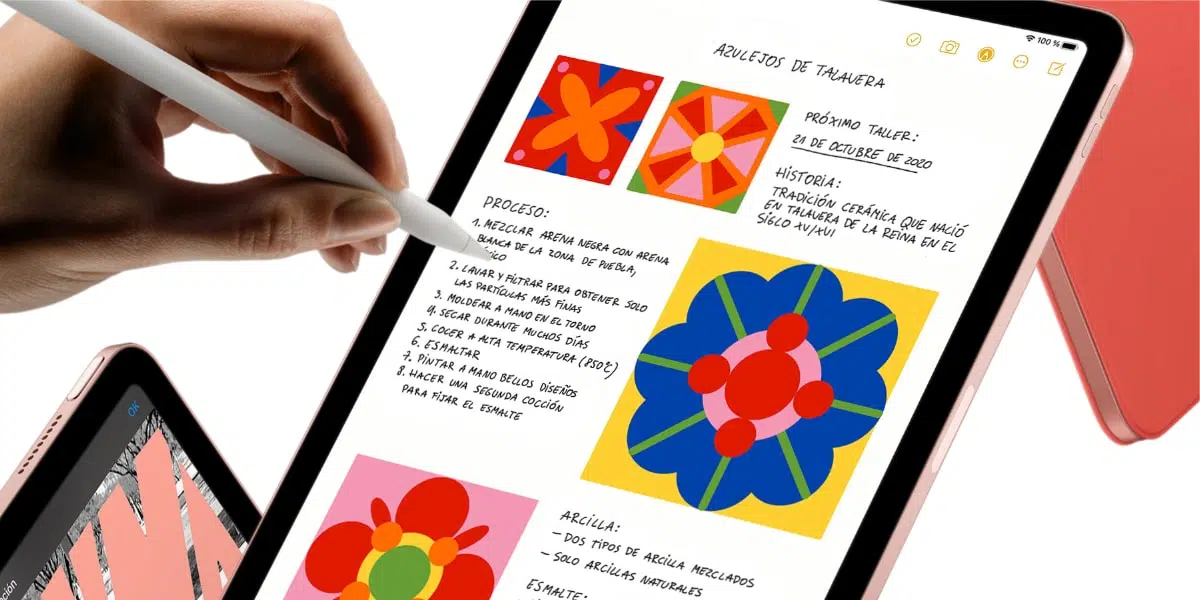 100 %
AZULEJOS DE TALAVERA
PRÓXIMO TALLER:
21 DE OCTUBRE DE 2020
HISTORIA:
TRADICIÓN CERÁMICA QUE NACIÓ
EN TALAVERA DE LA REINA EN EL
SIGLO XV/XVI
PROCESO:
1. MEZCLAR ARENA NEGRA CON ARENA
BLANCA DE LA ZONA DE PUEBLA,
2. LAVAR Y FILTRAR PARA OBTENER SOLO
LAS PARTÍCULAS MÁS FINAS
3. MOLDEAR A MANO EN EL TORNO
4. SECAR DURANTE MUCHOS DÍAS
5. COCER A ALTA TEMPERATURA (850°C)
6. ESMALTAR
7. PINTAR A MANO BELLOS DISEÑOS
8. HACER UNA SEGUNDA COCCIÓN
PARA FIJAR EL ESMALTE
ARCILLA:
– DOS TIPOS DE ARCILLA MEZCLADOS
– SOLO ARCILLAS NATURALES
ESMALTE:
OK
ción